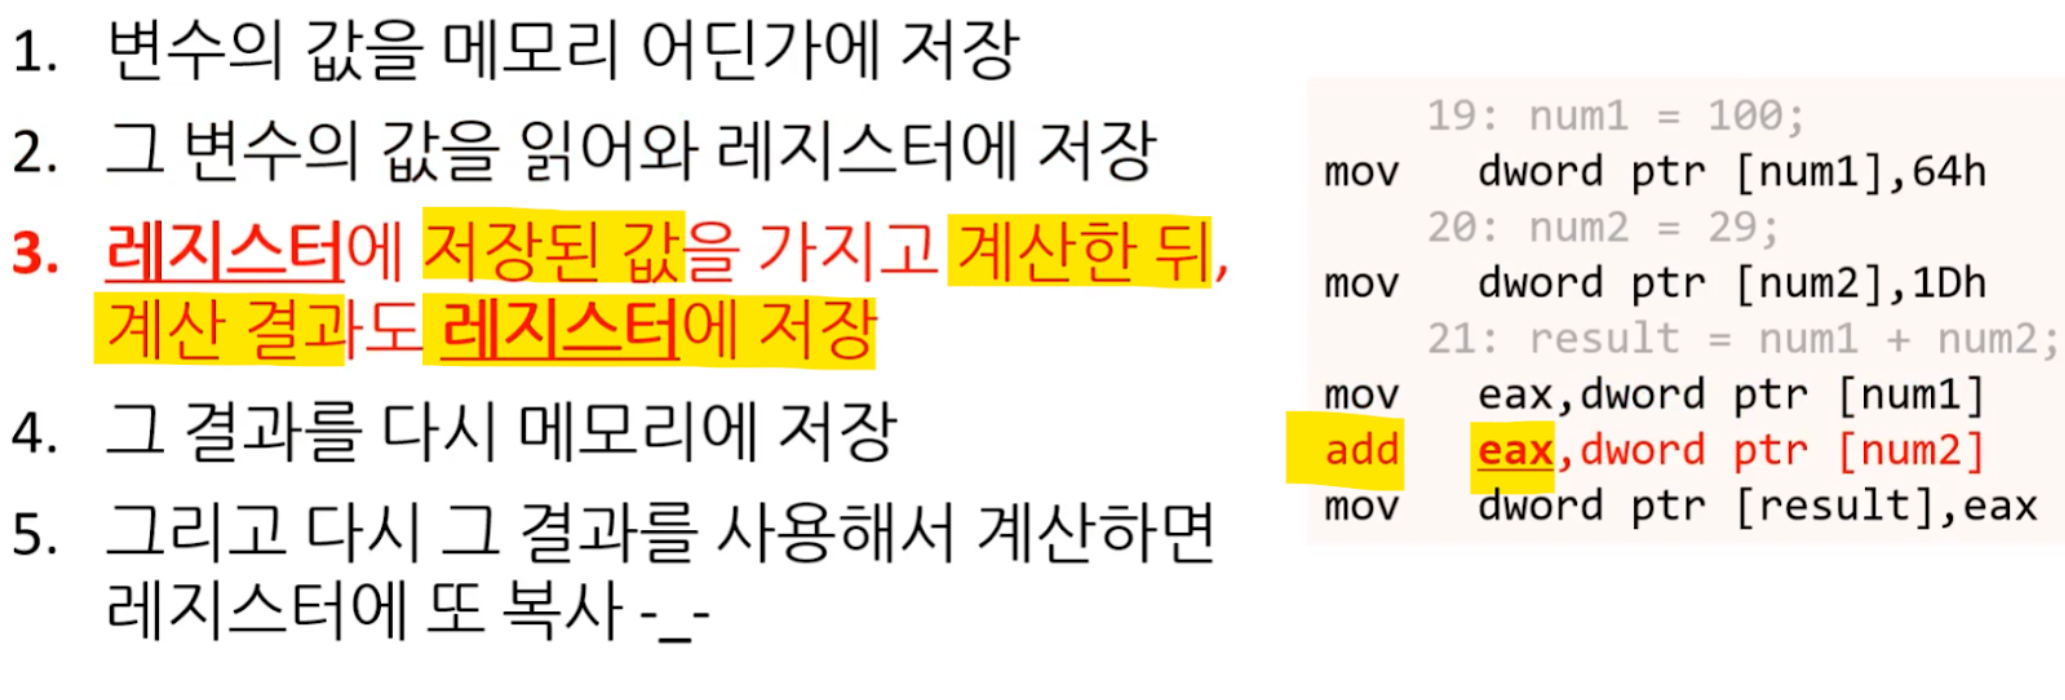 1. 변수의 값을 메모리 어딘가에 저장
2. 그 변수의 값을 읽어와 레지스터에 저장
3. 레지스터에 저장된 값을 가지고 계산한 뒤,
계산 결과도 레지스터에 저장
4. 그 결과를 다시 메모리에 저장
5. 그리고 다시 그 결과를 사용해서 계산하면
레지스터에 또 복사 -_-
19: num1 = 100;
mov dword ptr [num1],64h
20: num2 = 29;
mov dword ptr [num2],1Dh
21: result = num1 + num2;
mov eax,dword ptr [num1]
add eax,dword ptr [num2]
mov dword ptr [result],eax